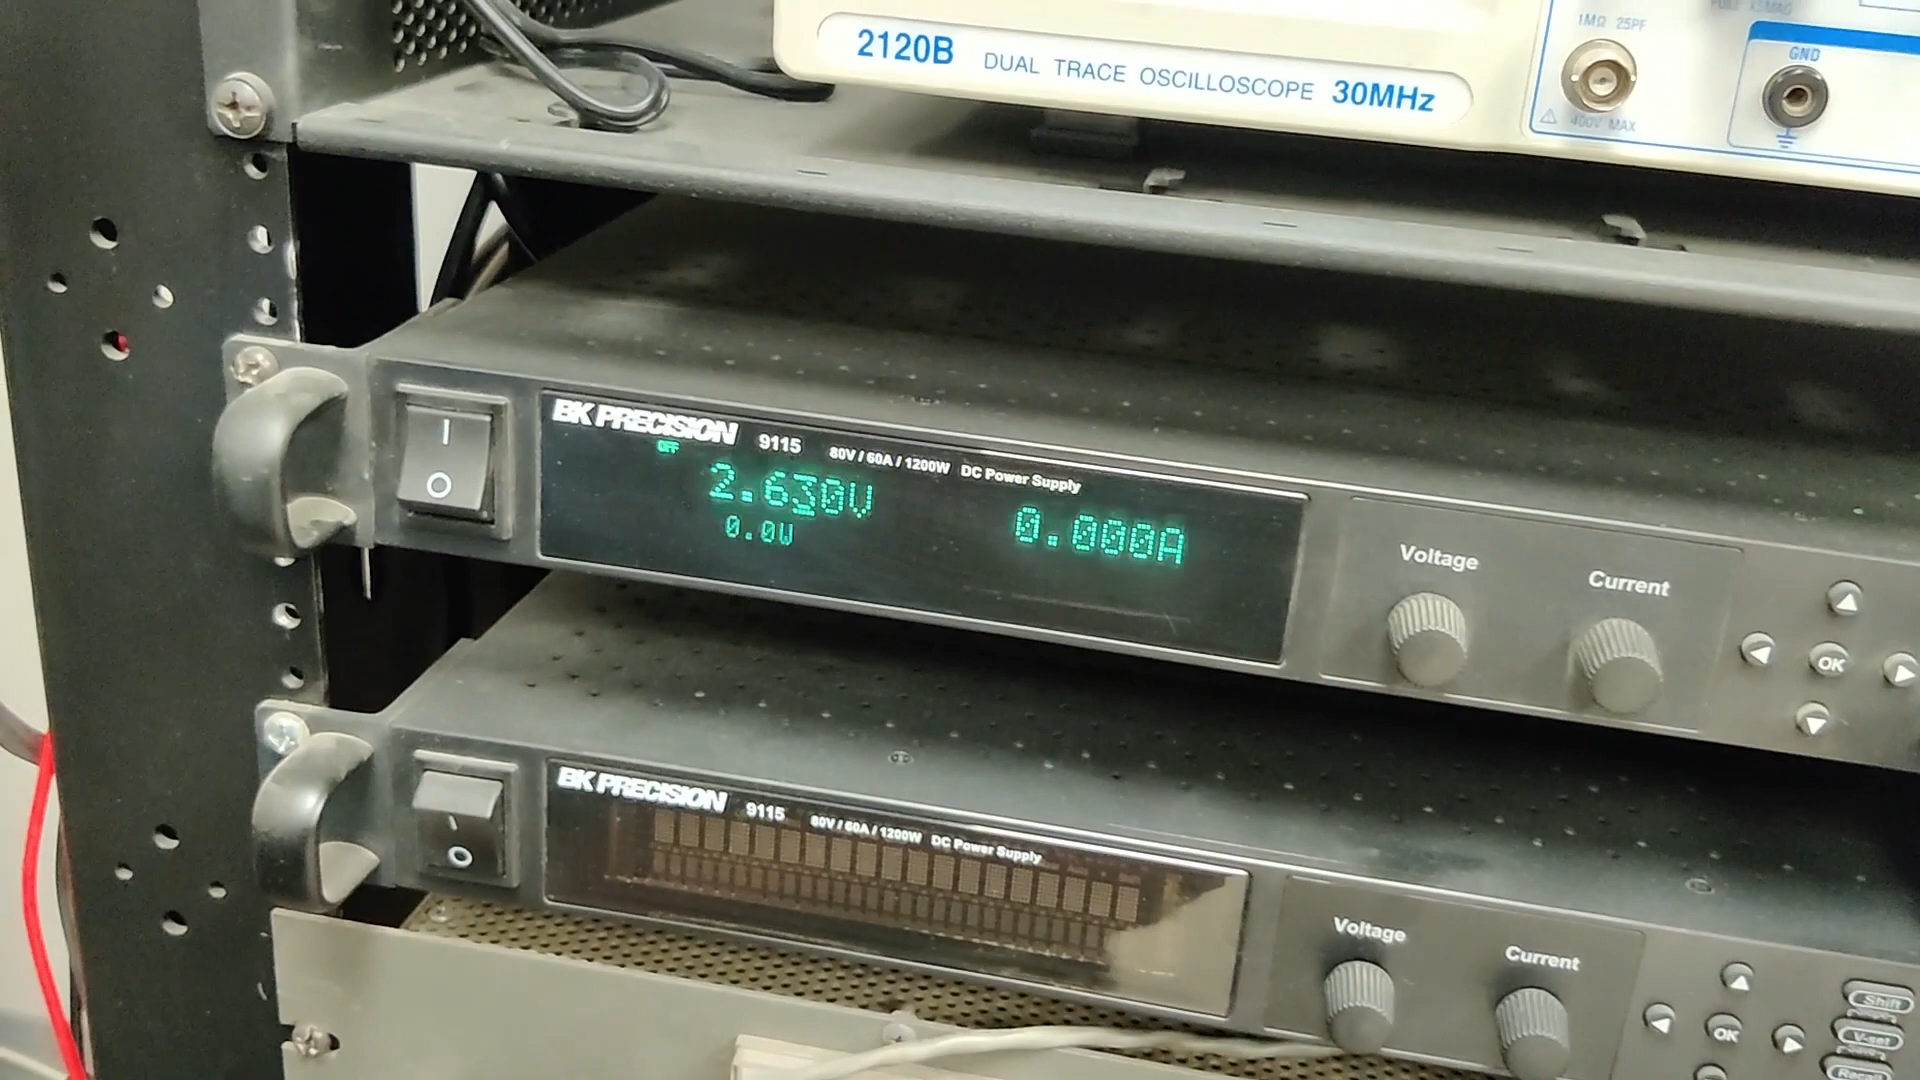 1MΩ 25PF
2120B DUAL TRACE OSCILLOSCOPE 30MHz
GND
400V MAX
BK PRECISION 9115 80V / 60A / 1200W DC Power Supply
OFF
2.630V
0.000A
0.0W
Voltage
Current
OK
BK PRECISION 9115 80V / 60A / 1200W DC Power Supply
Voltage
Current
OK
Shift
V-set
Recall